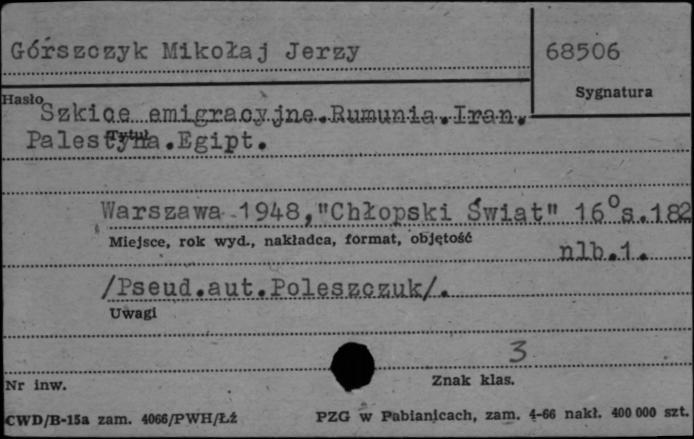 Górszczyk Mikołaj Jerzy 68506
Hasło Sygnatura
Szkice emigracyjne.Rumunia.Iran.
Palestyna.Egipt.
Tytuł
Warszawa 1948,"Chłopski Świat" 16°s.182
Miejsce, rok wyd., nakładca, format, objętość
nlb.1.
/Pseud.aut.Poleszczuk/.
Uwagi
3
Nr inw. Znak klas.
CWD/B-15a zam. 4066/PWH/Łź PZG w Pabianicach, zam. 4-66 nakł. 400 000 szt.